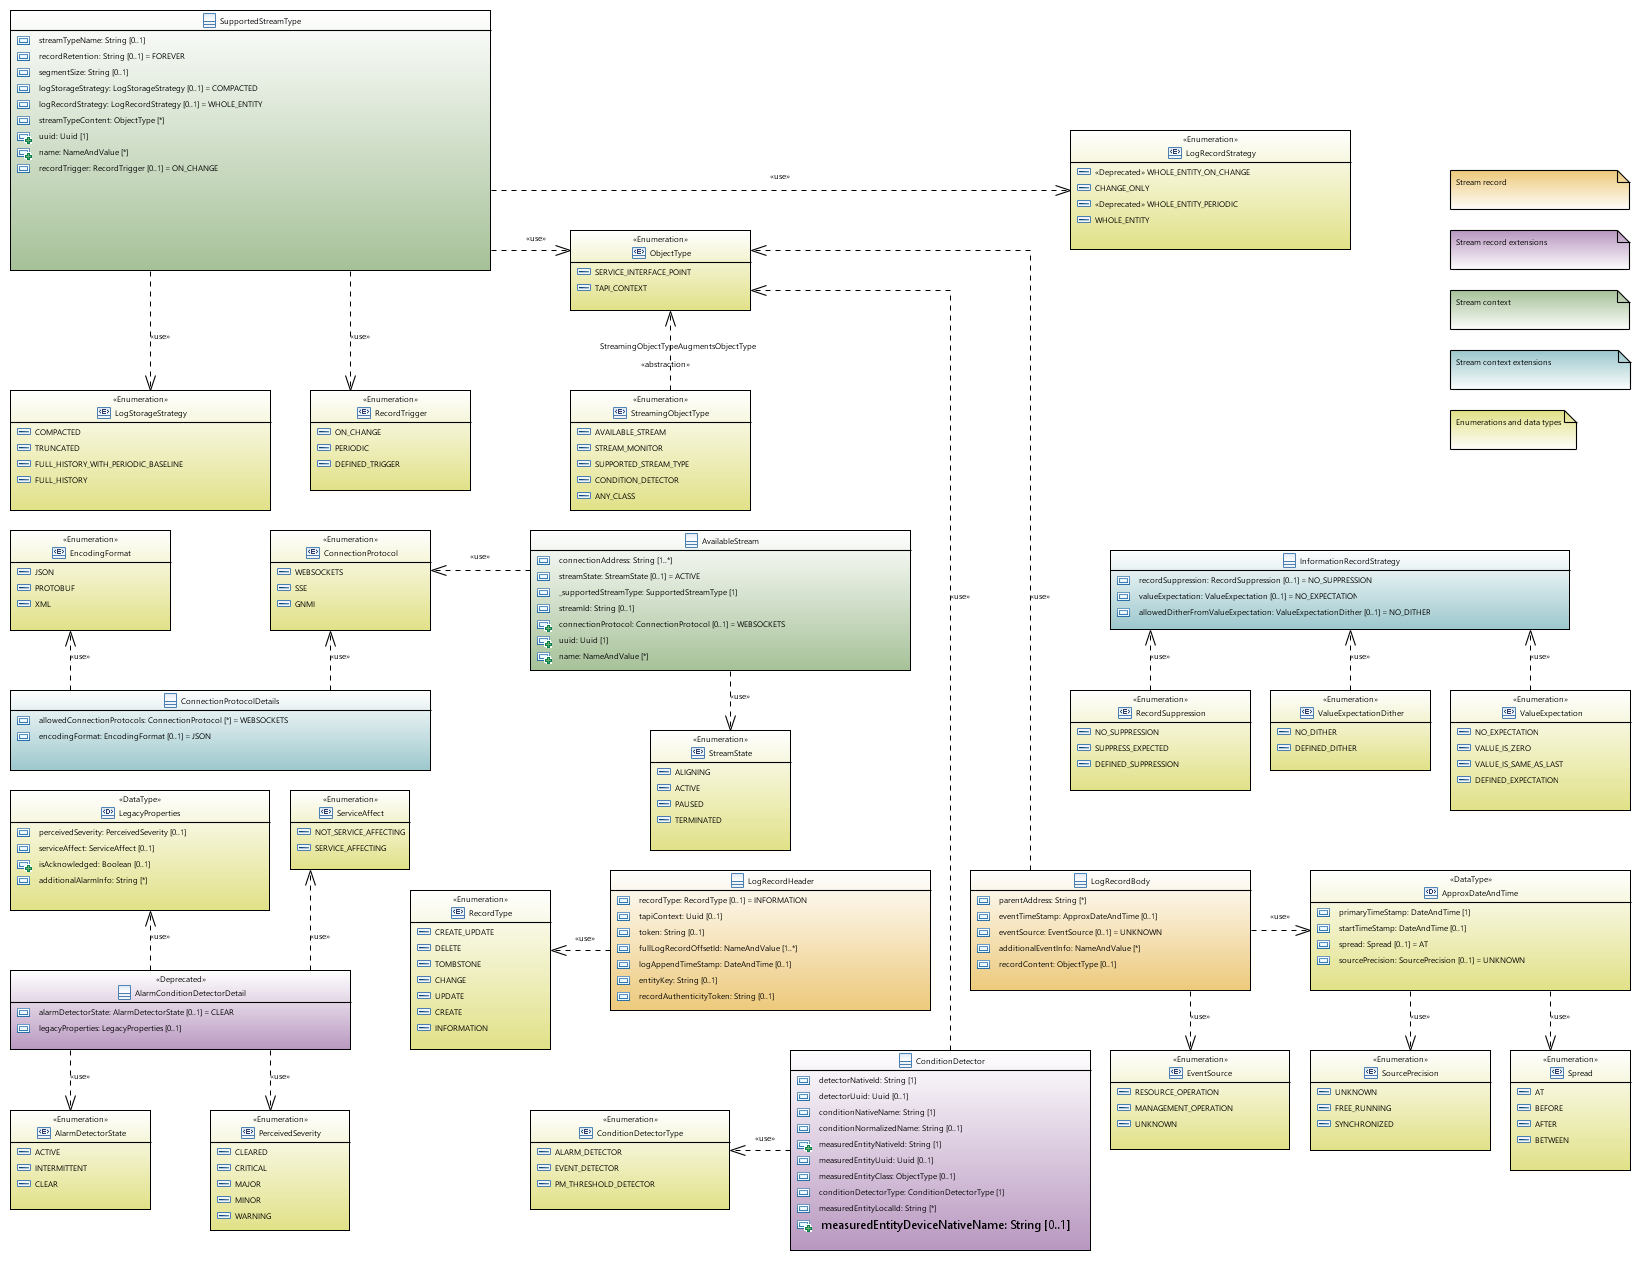 SupportedStreamType
streamTypeName: String [0..1]
recordRetention: String [0..1] = FOREVER
segmentSize: String [0..1]
logStorageStrategy: LogStorageStrategy [0..1] = COMPACTED
logRecordStrategy: LogRecordStrategy [0..1] = WHOLE_ENTITY
streamTypeContent: ObjectType [*]
uuid: Uuid [1]
name: NameAndValue [*]
recordTrigger: RecordTrigger [0..1] = ON_CHANGE
«use»
«Enumeration»
LogRecordStrategy
«Deprecated» WHOLE_ENTITY_ON_CHANGE
CHANGE_ONLY
«Deprecated» WHOLE_ENTITY_PERIODIC
WHOLE_ENTITY
Stream record
Stream record extensions
Stream context
Stream context extensions
Enumerations and data types
«use»
«Enumeration»
ObjectType
SERVICE_INTERFACE_POINT
TAPI_CONTEXT
«use»
«use»
StreamingObjectTypeAugmentsObjectType
«abstraction»
«Enumeration»
LogStorageStrategy
COMPACTED
TRUNCATED
FULL_HISTORY_WITH_PERIODIC_BASELINE
FULL_HISTORY
«Enumeration»
RecordTrigger
ON_CHANGE
PERIODIC
DEFINED_TRIGGER
«Enumeration»
StreamingObjectType
AVAILABLE_STREAM
STREAM_MONITOR
SUPPORTED_STREAM_TYPE
CONDITION_DETECTOR
ANY_CLASS
«Enumeration»
EncodingFormat
JSON
PROTOBUF
XML
«Enumeration»
ConnectionProtocol
WEBSOCKETS
SSE
GNMI
«use»
AvailableStream
connectionAddress: String [1..*]
streamState: StreamState [0..1] = ACTIVE
_supportedStreamType: SupportedStreamType [1]
streamId: String [0..1]
connectionProtocol: ConnectionProtocol [0..1] = WEBSOCKETS
uuid: Uuid [1]
name: NameAndValue [*]
«use»
«use»
InformationRecordStrategy
recordSuppression: RecordSuppression [0..1] = NO_SUPPRESSION
valueExpectation: ValueExpectation [0..1] = NO_EXPECTATION
allowedDitherFromValueExpectation: ValueExpectationDither [0..1] = NO_DITHER
«use»
«use»
«use»
«use»
«use»
ConnectionProtocolDetails
allowedConnectionProtocols: ConnectionProtocol [*] = WEBSOCKETS
encodingFormat: EncodingFormat [0..1] = JSON
«use»
«Enumeration»
StreamState
ALIGNING
ACTIVE
PAUSED
TERMINATED
«Enumeration»
RecordSuppression
NO_SUPPRESSION
SUPPRESS_EXPECTED
DEFINED_SUPPRESSION
«Enumeration»
ValueExpectationDither
NO_DITHER
DEFINED_DITHER
«Enumeration»
ValueExpectation
NO_EXPECTATION
VALUE_IS_ZERO
VALUE_IS_SAME_AS_LAST
DEFINED_EXPECTATION
«DataType»
LegacyProperties
perceivedSeverity: PerceivedSeverity [0..1]
serviceAffect: ServiceAffect [0..1]
isAcknowledged: Boolean [0..1]
additionalAlarmInfo: String [*]
«Enumeration»
ServiceAffect
NOT_SERVICE_AFFECTING
SERVICE_AFFECTING
«use»
«use»
«Enumeration»
RecordType
CREATE_UPDATE
DELETE
TOMBSTONE
CHANGE
UPDATE
CREATE
INFORMATION
«use»
LogRecordHeader
recordType: RecordType [0..1] = INFORMATION
tapiContext: Uuid [0..1]
token: String [0..1]
fullLogRecordOffsetId: NameAndValue [1..*]
logAppendTimeStamp: DateAndTime [0..1]
entityKey: String [0..1]
recordAuthenticityToken: String [0..1]
LogRecordBody
parentAddress: String [*]
eventTimeStamp: ApproxDateAndTime [0..1]
eventSource: EventSource [0..1] = UNKNOWN
additionalEventInfo: NameAndValue [*]
recordContent: ObjectType [0..1]
«use»
«DataType»
ApproxDateAndTime
primaryTimeStamp: DateAndTime [1]
startTimeStamp: DateAndTime [0..1]
spread: Spread [0..1] = AT
sourcePrecision: SourcePrecision [0..1] = UNKNOWN
«Deprecated»
AlarmConditionDetectorDetail
alarmDetectorState: AlarmDetectorState [0..1] = CLEAR
legacyProperties: LegacyProperties [0..1]
«use»
«use»
«use»
«use»
«use»
«Enumeration»
AlarmDetectorState
ACTIVE
INTERMITTENT
CLEAR
«Enumeration»
PerceivedSeverity
CLEARED
CRITICAL
MAJOR
MINOR
WARNING
«Enumeration»
ConditionDetectorType
ALARM_DETECTOR
EVENT_DETECTOR
PM_THRESHOLD_DETECTOR
«use»
ConditionDetector
detectorNativeId: String [1]
detectorUuid: Uuid [0..1]
conditionNativeName: String [1]
conditionNormalizedName: String [0..1]
measuredEntityNativeId: String [1]
measuredEntityUuid: Uuid [0..1]
measuredEntityClass: ObjectType [0..1]
conditionDetectorType: ConditionDetectorType [1]
measuredEntityLocalId: String [*]
measuredEntityDeviceNativeName: String [0..1]
«Enumeration»
EventSource
RESOURCE_OPERATION
MANAGEMENT_OPERATION
UNKNOWN
«Enumeration»
SourcePrecision
UNKNOWN
FREE_RUNNING
SYNCHRONIZED
«Enumeration»
Spread
AT
BEFORE
AFTER
BETWEEN